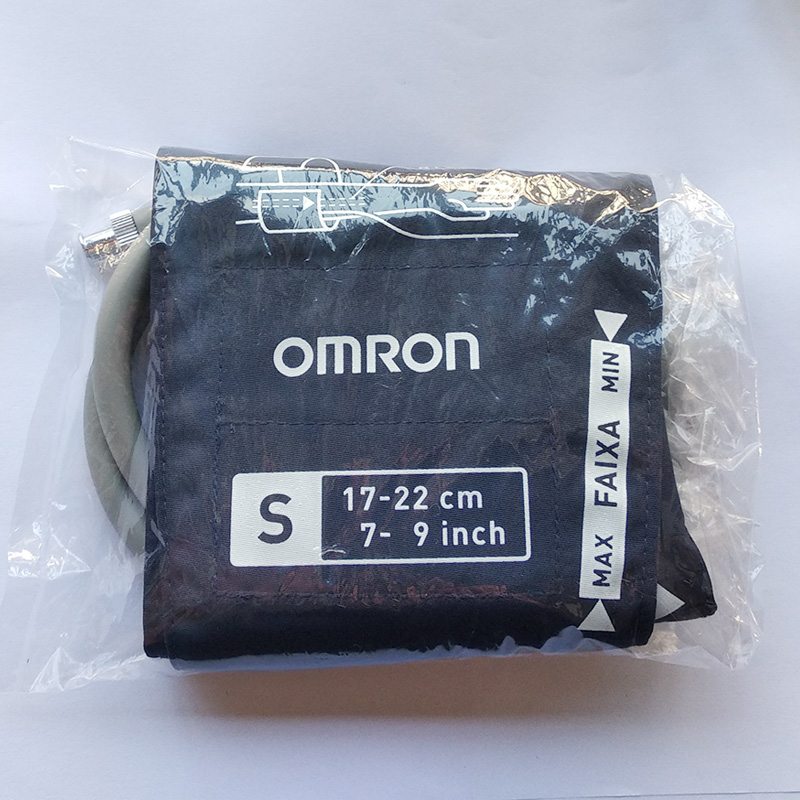 OMRON
S
17-22 cm
7- 9 inch
MAX FAIXA MIN